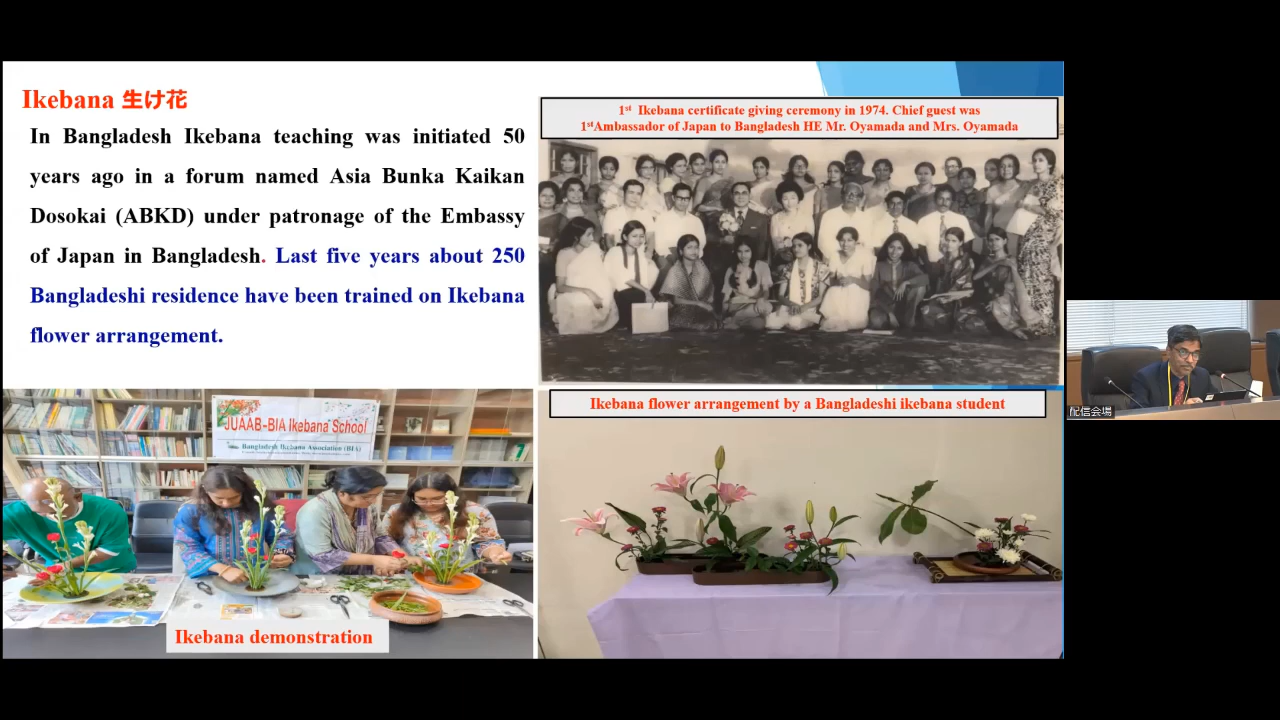 Ikebana 生け花
In Bangladesh Ikebana teaching was initiated 50
years ago in a forum named Asia Bunka Kaikan
Dosokai (ABKD) under patronage of the Embassy
of Japan in Bangladesh. Last five years about 250
Bangladeshi residence have been trained on Ikebana
flower arrangement.
1st Ikebana certificate giving ceremony in 1974. Chief guest was
1stAmbassador of Japan to Bangladesh HE Mr. Oyamada and Mrs. Oyamada
JUAAB-BIA Ikebana School
Bangladesh Ikebana Association (BIA)
Ikebana demonstration
Ikebana flower arrangement by a Bangladeshi ikebana student
配信会場